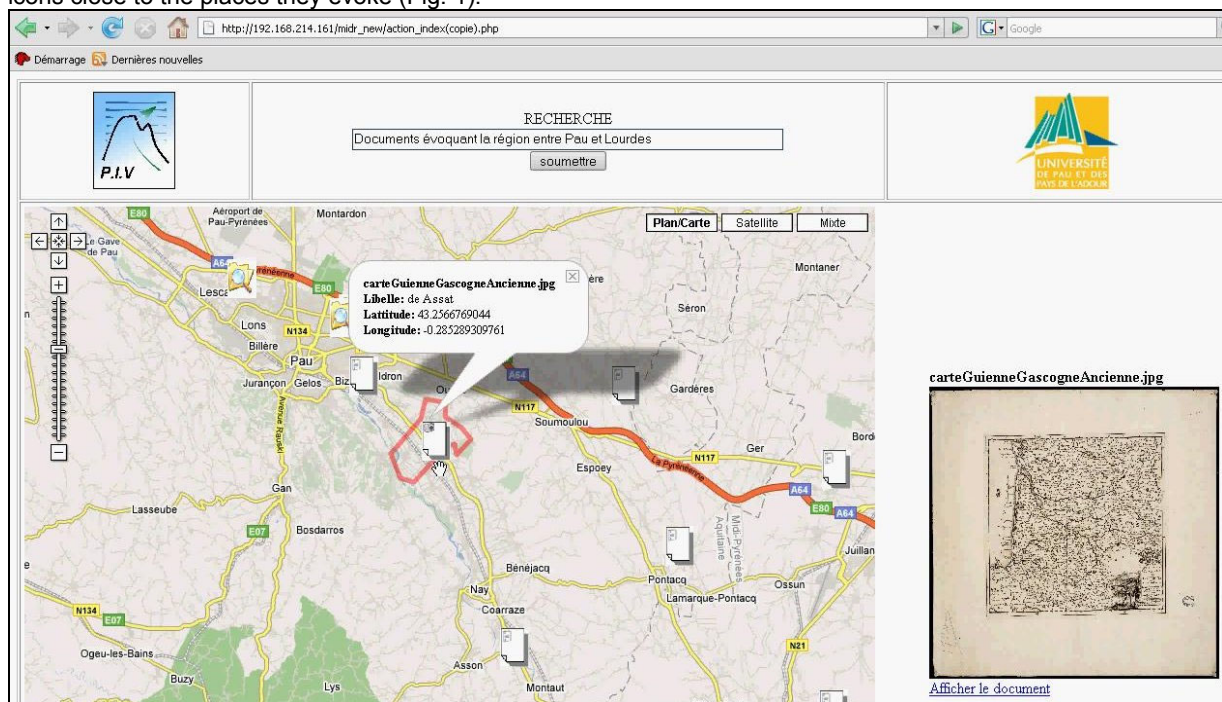 icons close to the places they evoke (Fig. 4).
http://192.168.214.161/midr_new/action_index(copie).php
Google
Démarrage
Dernières nouvelles
P.I.V
RECHERCHE
Documents évoquant la région entre Pau et Lourdes
soumettre
UNIVERSITÉ
DE PAU ET DES
PAYS DE L'ADOUR
Plan/Carte
Satellite
Mixte
E80
Aéroport de
Pau-Pyrénées
Montardon
Le Gave
de Pau
A64
E80
Lons
N134
Billère
Pau
Jurançon
Gelos
Idron
carteGuienneGascogneAncienne.jpg
Libelle: de Assat
Lattitude: 43.2566769044
Longitude: -0.285289309761
Montaner
Séron
A64
Gardères
N117
Soumoulou
Ger
N117
Espoey
La Pyrénéenne
A64
E80
A64
Gan
Lasseube
E07
Bosdarros
Midi-Pyrénées
Aquitaine
Bénéjacq
Pontacq
Ossun
Lamarque-Pontacq
Nay
Coarraze
N134
E07
N21
Ogeu-les-Bains
Buzy
Asson
Lys
Montaut
carteGuienneGascogneAncienne.jpg
Afficher le document